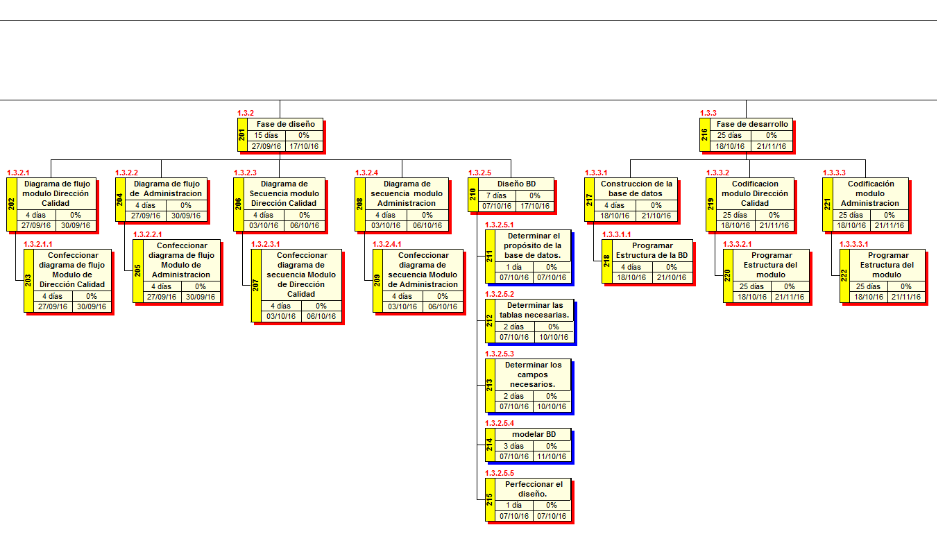 1.3.2
201
Fase de diseño
15 días 0%
27/09/16 17/10/16
1.3.3
216
Fase de desarrollo
25 días 0%
18/10/16 21/11/16
1.3.2.1
202
Diagrama de flujo
modulo Dirección
Calidad
4 días 0%
27/09/16 30/09/16
1.3.2.2
204
Diagrama de flujo
de Administracion
4 días 0%
27/09/16 30/09/16
1.3.2.3
206
Diagrama de
Secuencia modulo
Dirección Calidad
4 días 0%
03/10/16 06/10/16
1.3.2.4
208
Diagrama de
secuencia modulo
Administracion
4 días 0%
03/10/16 06/10/16
1.3.2.5
210
Diseño BD
7 días 0%
07/10/16 17/10/16
1.3.3.1
217
Construccion de la
base de datos
4 días 0%
18/10/16 21/10/16
1.3.3.2
219
Codificacion
modulo Dirección
Calidad
25 días 0%
18/10/16 21/11/16
1.3.3.3
221
Codificación
modulo
Administracion
25 días 0%
18/10/16 21/11/16
1.3.2.1.1
203
Confeccionar
diagrama de flujo
Modulo de
Dirección Calidad
4 días 0%
27/09/16 30/09/16
1.3.2.2.1
205
Confeccionar
diagrama de flujo
Modulo de
Administracion
4 días 0%
27/09/16 30/09/16
1.3.2.3.1
207
Confeccionar
diagrama de
secuencia Modulo
de Dirección
Calidad
4 días 0%
03/10/16 06/10/16
1.3.2.4.1
209
Confeccionar
diagrama de
secuencia Modulo
de Administracion
4 días 0%
03/10/16 06/10/16
1.3.2.5.1
211
Determinar el
propósito de la
base de datos.
1 día 0%
07/10/16 07/10/16
1.3.2.5.2
212
Determinar las
tablas necesarias.
2 días 0%
07/10/16 10/10/16
1.3.2.5.3
213
Determinar los
campos
necesarios.
2 días 0%
07/10/16 10/10/16
1.3.2.5.4
214
modelar BD
3 días 0%
07/10/16 11/10/16
1.3.2.5.5
215
Perfeccionar el
diseño.
1 día 0%
07/10/16 07/10/16
1.3.3.1.1
218
Programar
Estructura de la BD
4 días 0%
18/10/16 21/10/16
1.3.3.2.1
220
Programar
Estructura del
modulo
25 días 0%
18/10/16 21/11/16
1.3.3.3.1
222
Programar
Estructura del
modulo
25 días 0%
18/10/16 21/11/16